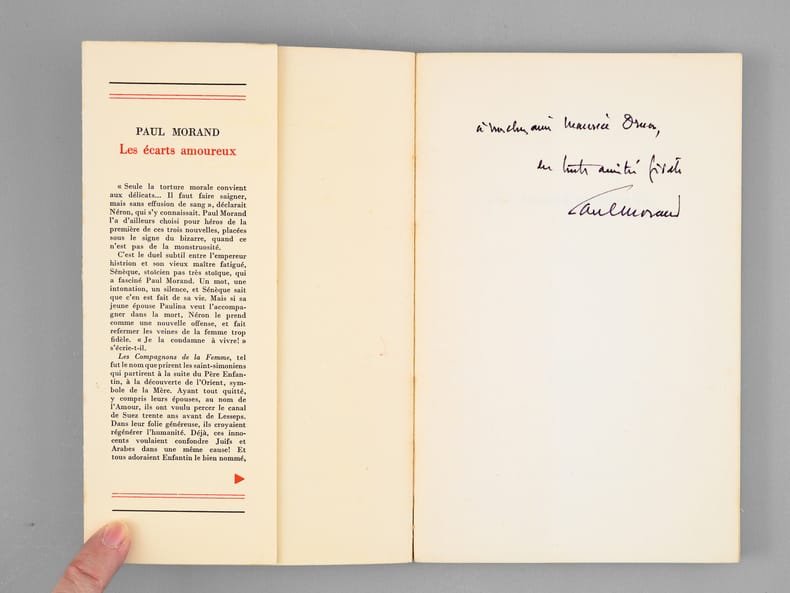 PAUL MORAND
Les écarts amoureux
« Seule la torture morale convient
aux délicats... Il faut faire saigner,
mais sans effusion de sang », déclarait
Néron, qui s'y connaissait. Paul Morand
l'a d'ailleurs choisi pour héros de la
première de ces trois nouvelles, placées
sous le signe du bizarre, quand ce
n'est pas de la monstruosité.
C'est le duel subtil entre l'empereur
histrion et son vieux maître fatigué,
Sénèque, stoïcien pas très stoïque, qui
a fasciné Paul Morand. Un mot, une
intonation, un silence, et Sénèque sait
que c'en est fait de sa vie. Mais si sa
jeune épouse Paulina veut l'accompa-
gner dans la mort, Néron le prend
comme une nouvelle offense, et fait
refermer les veines de la femme trop
fidèle. « Je la condamne à vivre! »
s'écrie-t-il.
Les Compagnons de la Femme, tel
fut le nom que prirent les saint-simoniens
qui partirent à la suite du Père Enfan-
tin, à la découverte de l'Orient, sym-
bole de la Mère. Ayant tout quitté,
y compris leurs épouses, au nom de
l'Amour, ils ont voulu percer le canal
de Suez trente ans avant de Lesseps.
Dans leur folie généreuse, ils croyaient
régénérer l'humanité. Déjà, ces inno-
cents voulaient confondre Juifs et
Arabes dans une même cause! Et
tous adoraient Enfantin le bien nommé,
à mon cher ami Maurice Druon,
en toute amitié
Paul Morand